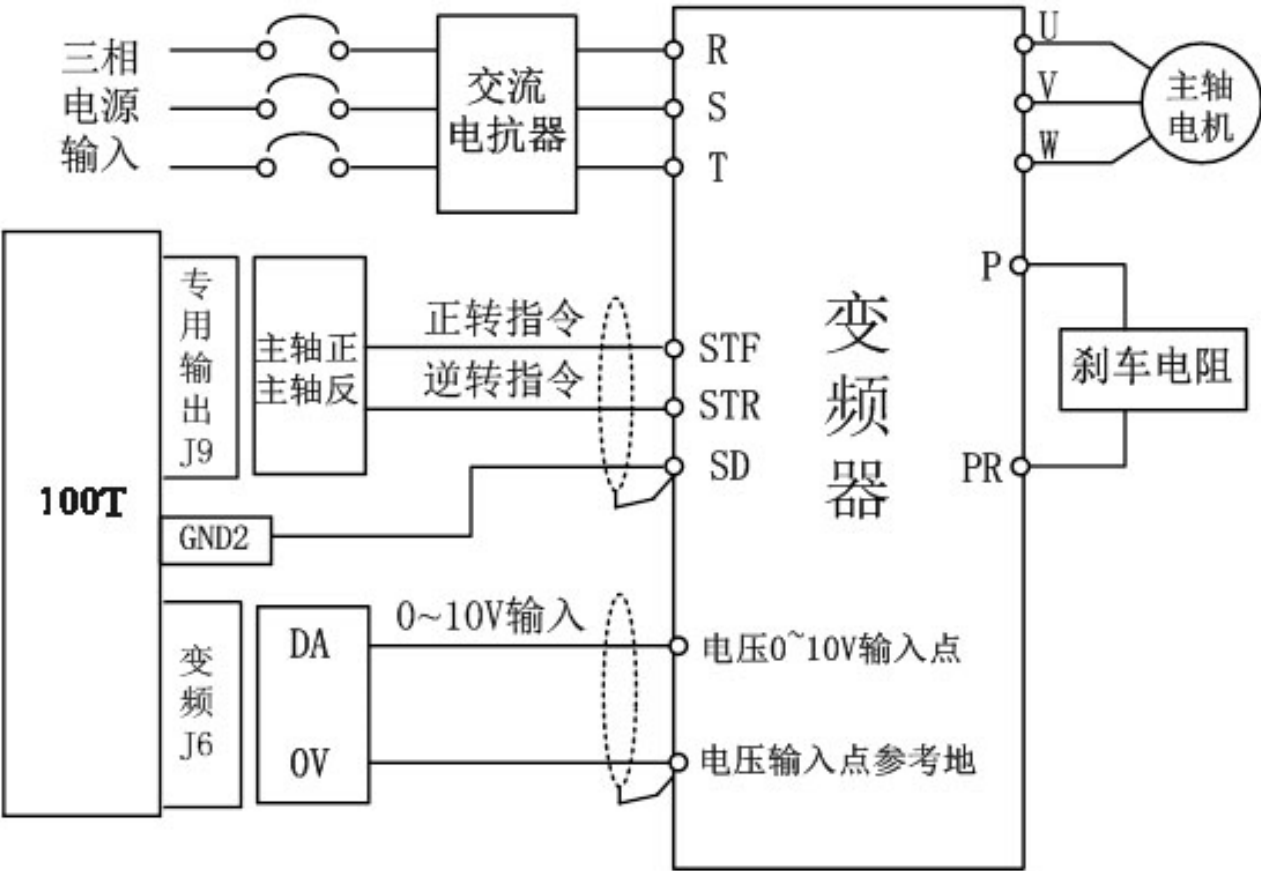 三相
电源
输入
交流
电抗器
R
S
T
U
V
W
主轴
电机
100T
专
用
输
出
J9
主轴正
主轴反
正转指令
逆转指令
STF
STR
SD
变
频
器
P
刹车电阻
PR
GND2
变
频
J6
DA
0V
0~10V输入
电压0~10V输入点
电压输入点参考地